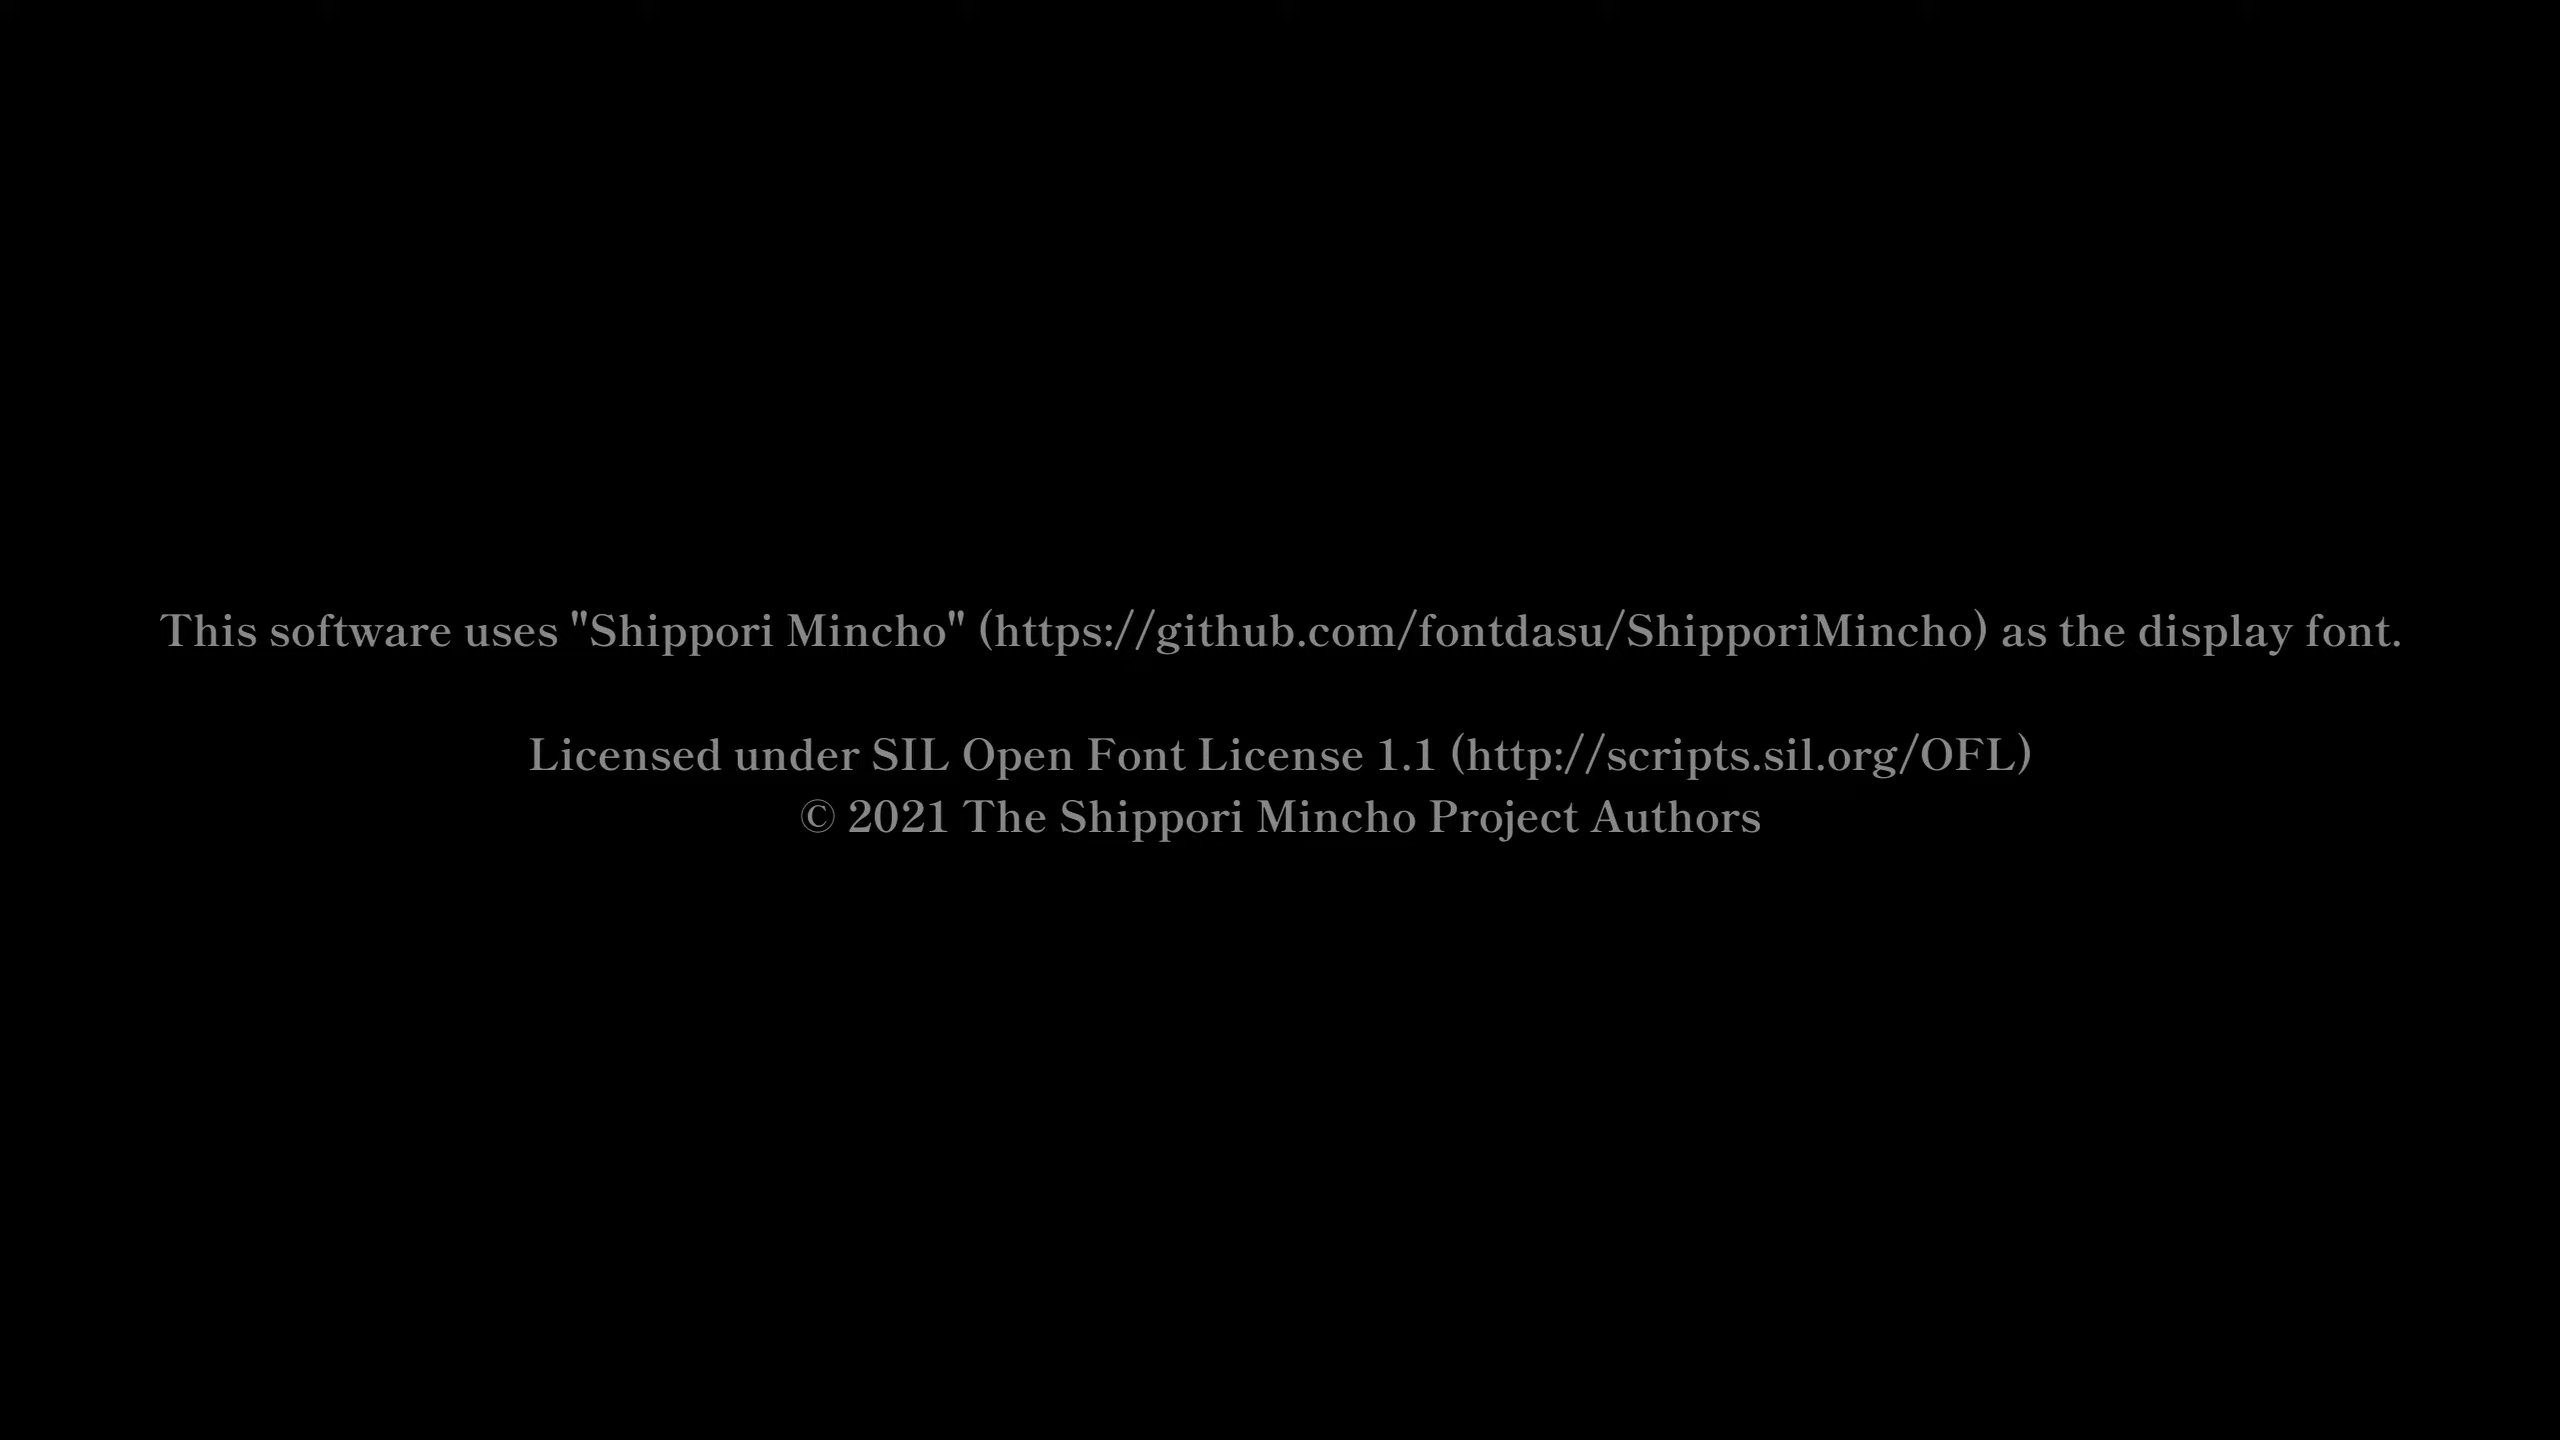 This software uses "Shippori Mincho" (https://github.com/fontdasu/ShipporiMincho) as the display font.
Licensed under SIL Open Font License 1.1 (http://scripts.sil.org/OFL)
© 2021 The Shippori Mincho Project Authors